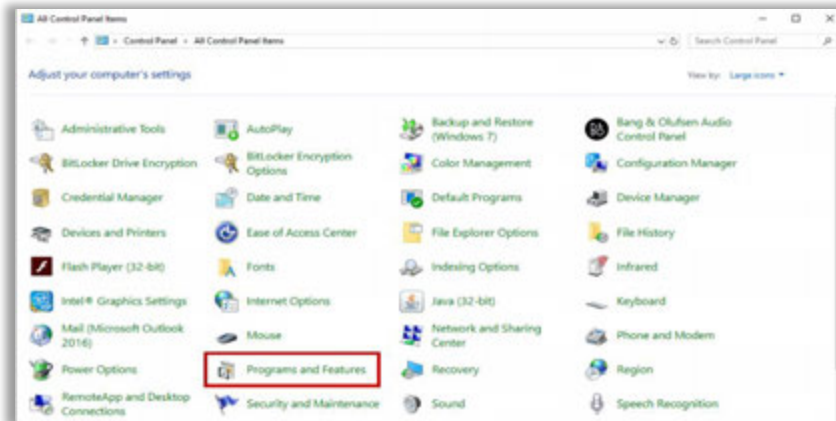 All Control Panel Items
Control Panel > All Control Panel Items
Search Control Panel
Adjust your computer's settings
View by: Large icons
Administrative Tools
AutoPlay
Backup and Restore
(Windows 7)
Bang & Olufsen Audio
Control Panel
BitLocker Drive Encryption
BitLocker Encryption
Options
Color Management
Configuration Manager
Credential Manager
Date and Time
Default Programs
Device Manager
Devices and Printers
Ease of Access Center
File Explorer Options
File History
Flash Player (32-bit)
Fonts
Indexing Options
Infrared
Intel® Graphics Settings
Internet Options
Java (32-bit)
Keyboard
Mail (Microsoft Outlook
2016)
Mouse
Network and Sharing
Center
Phone and Modem
Power Options
Programs and Features
Recovery
Region
RemoteApp and Desktop
Connections
Security and Maintenance
Sound
Speech Recognition